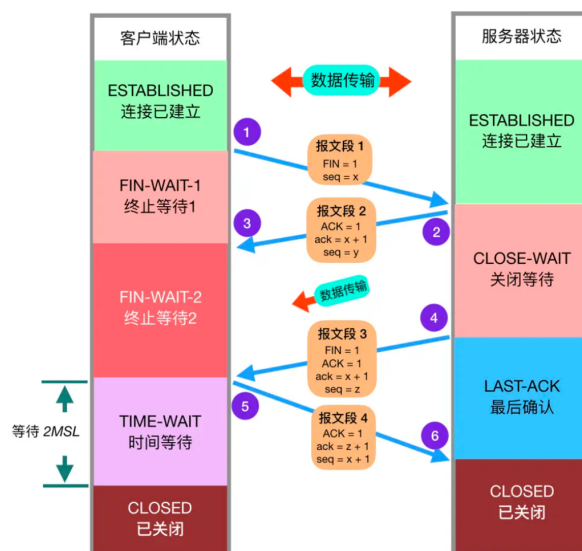 客户端状态
服务器状态
数据传输
ESTABLISHED
连接已建立
ESTABLISHED
连接已建立
1
报文段 1
FIN = 1
seq = x
FIN-WAIT-1
终止等待1
3
报文段 2
ACK = 1
ack = x + 1
seq = y
2
CLOSE-WAIT
关闭等待
FIN-WAIT-2
终止等待2
数据传输
4
报文段 3
FIN = 1
ACK = 1
ack = x + 1
seq = z
LAST-ACK
最后确认
等待 2MSL
TIME-WAIT
时间等待
5
报文段 4
ACK = 1
ack = z + 1
seq = x + 1
6
CLOSED
已关闭
CLOSED
已关闭